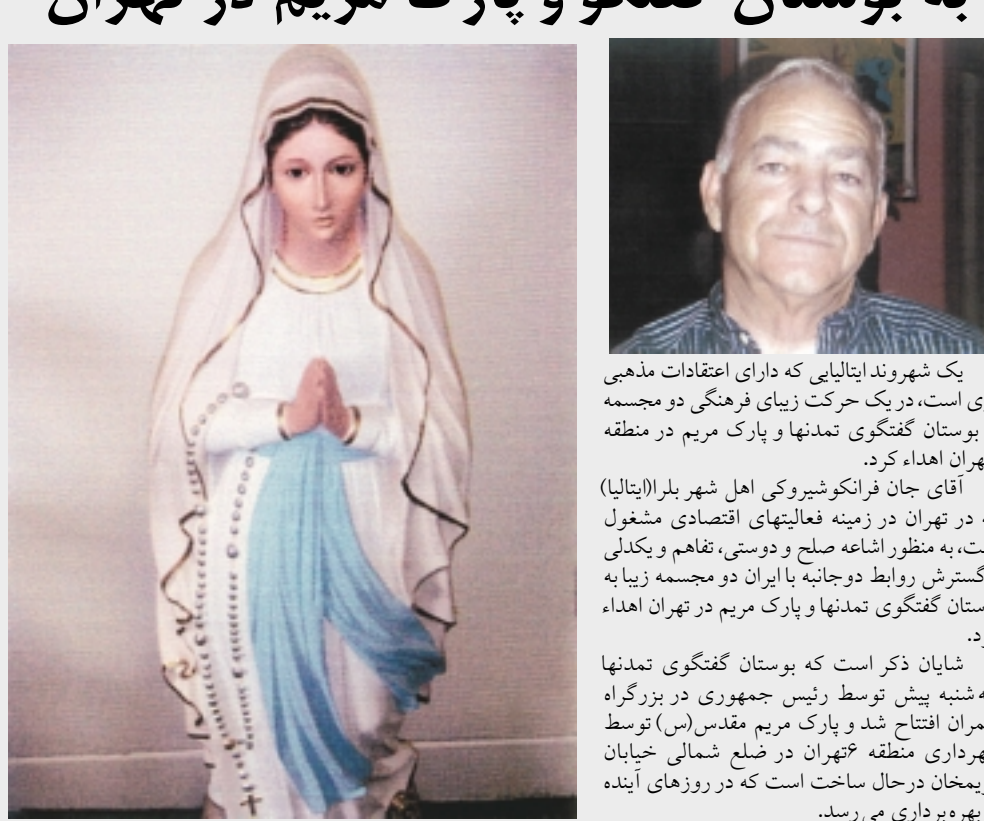 به بوستان گفتگو و پارک مریم در تهران
یک شهروند ایتالیایی که دارای اعتقادات مذهبی
است، در یک حرکت زیبای فرهنگی دو مجسمه
بوستان گفتگوی تمدنها و پارک مریم در منطقه
اهداء کرد.
آقای جان فرانکوشیروکی اهل شهر بلرا(ایتالیا)
در تهران در زمینه فعالیتهای اقتصادی مشغول
به منظور اشاعه صلح و دوستی، تفاهم و یکدلی
گسترش روابط دوجانبه با ایران دو مجسمه زیبا به
گفتگوی تمدنها و پارک مریم در تهران اهداء
شایان ذکر است که بوستان گفتگوی تمدنها
شنبه پیش توسط رئیس جمهوری در بزرگراه
افتتاح شد و پارک مریم مقدس(س) توسط
منطقه ۶تهران در ضلع شمالی خیابان
درحال ساخت است که در روزهای آینده
بهره‌برداری می‌رسد.